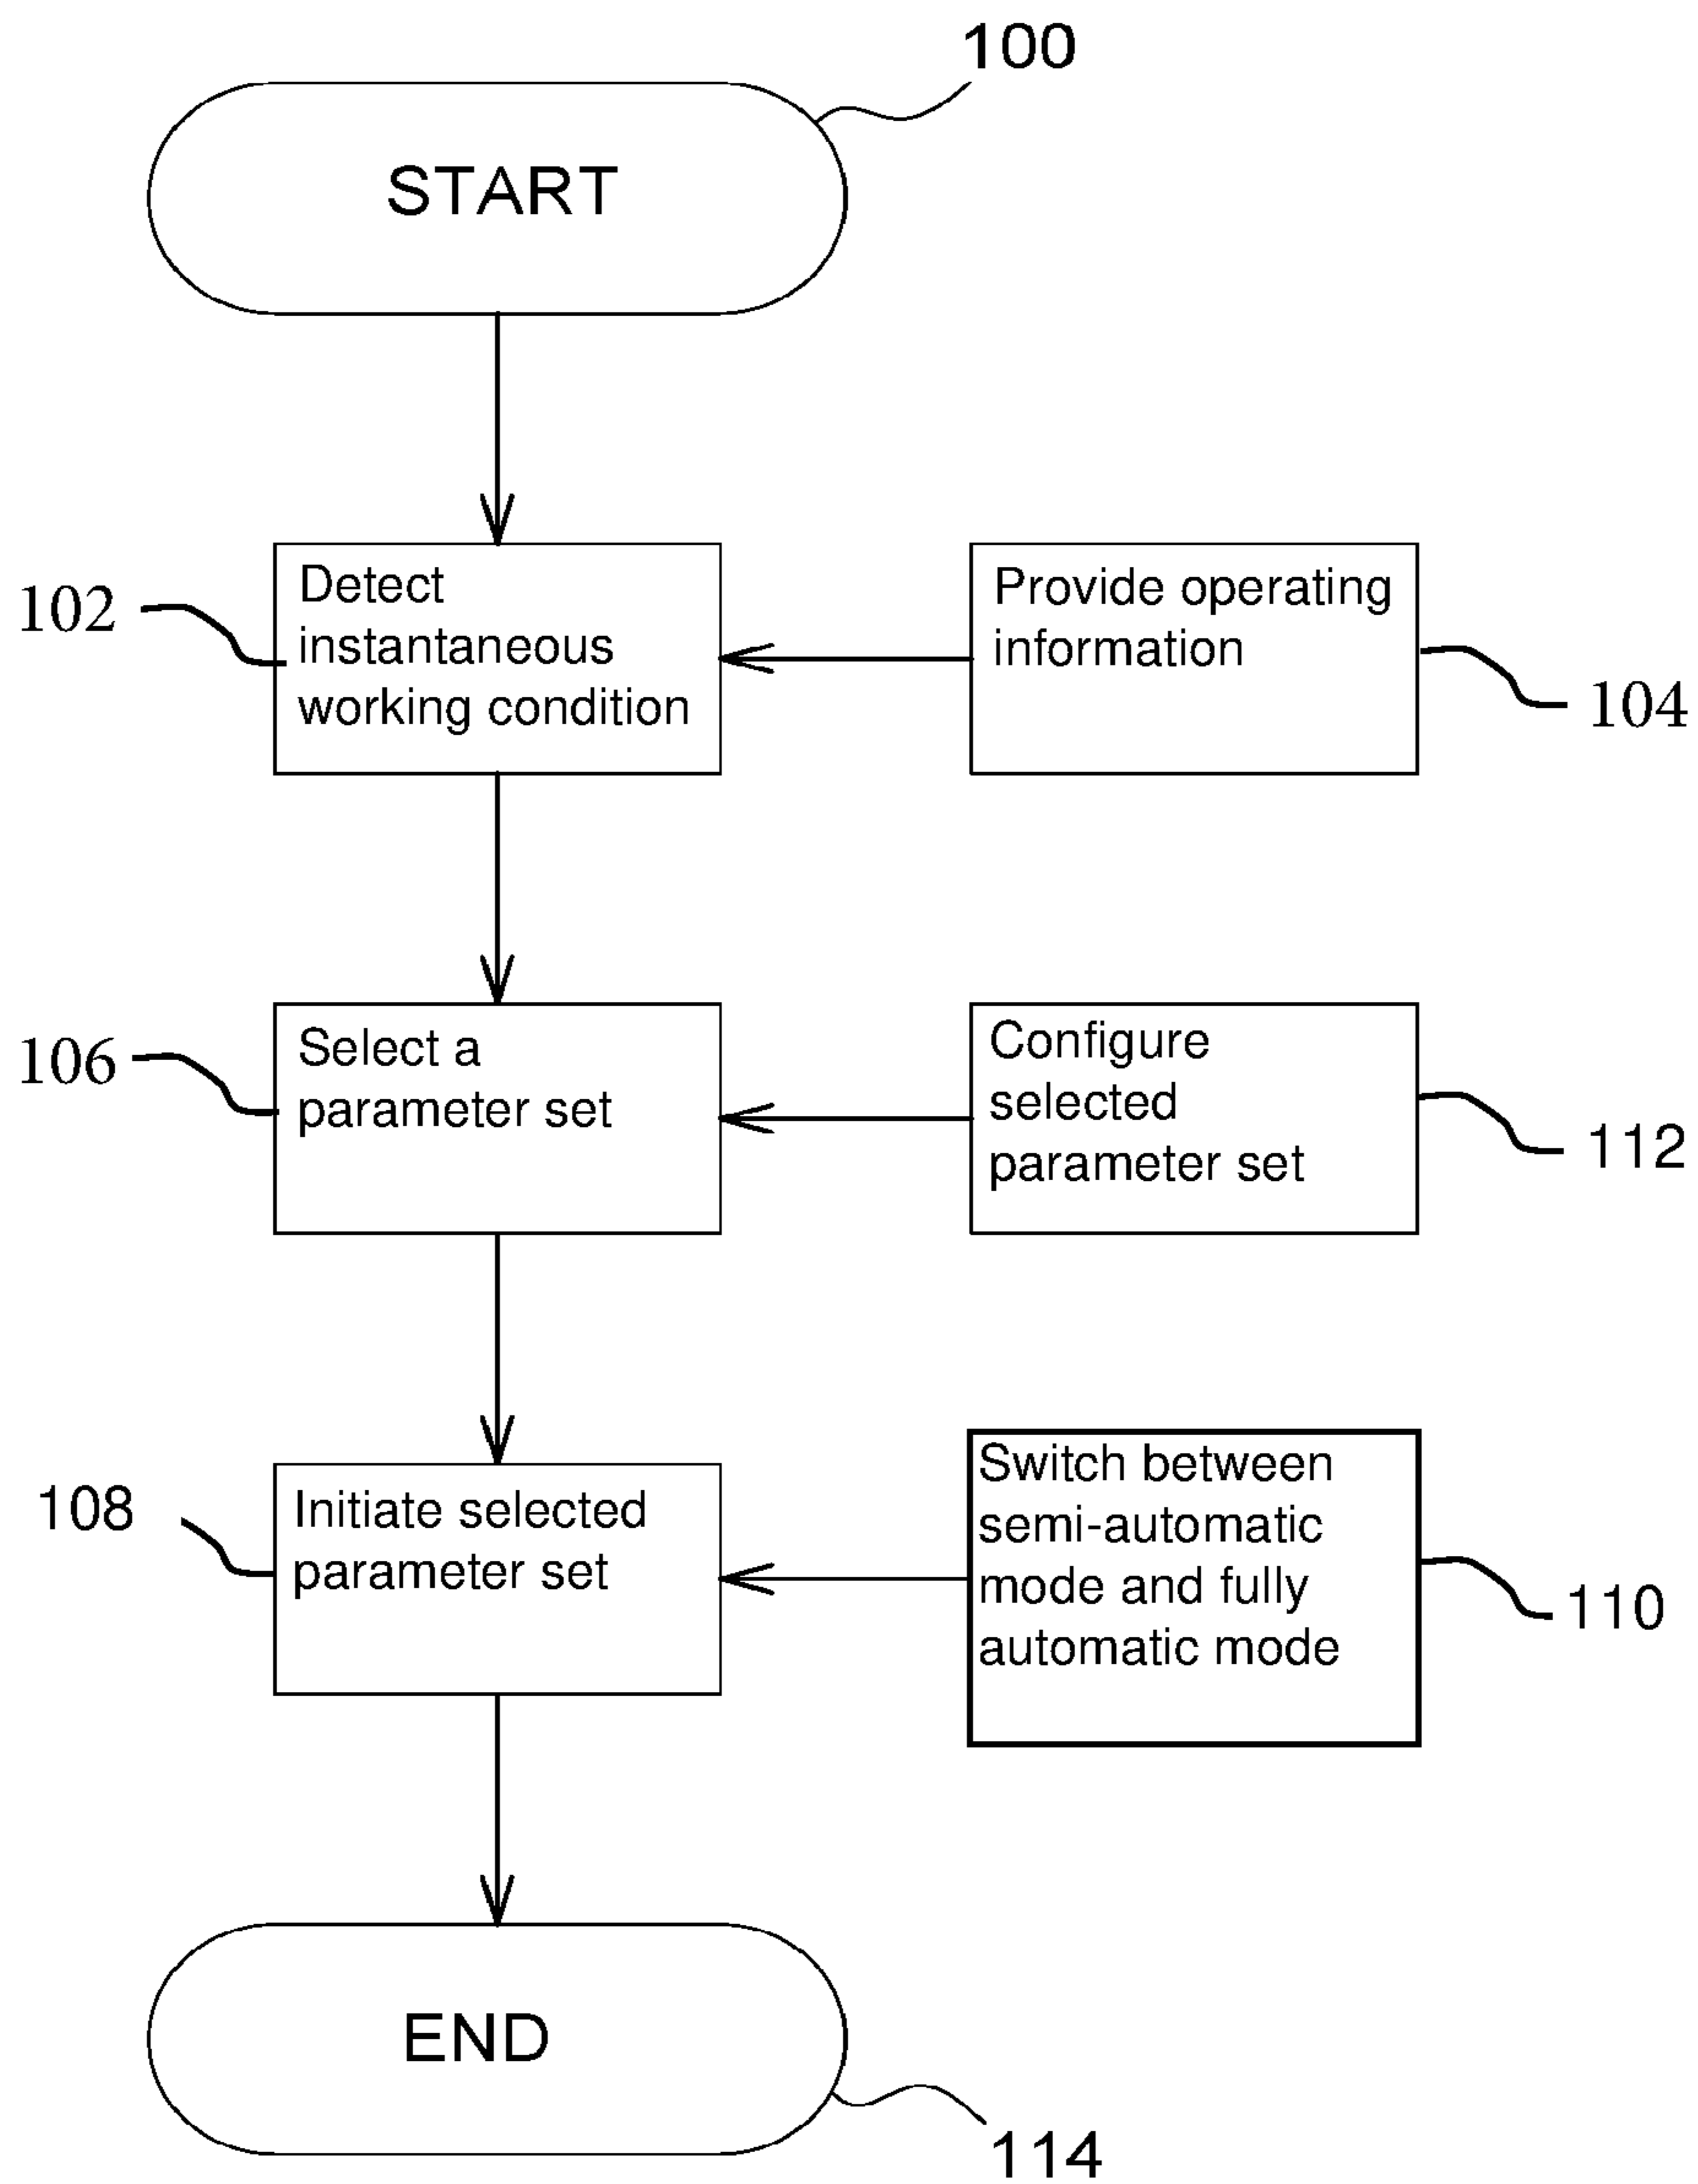 100
START
102
Detect
instantaneous
working condition
Provide operating
information
104
106
Select a
parameter set
Configure
selected
parameter set
112
108
Initiate selected
parameter set
Switch between
semi-automatic
mode and fully
automatic mode
110
END
114